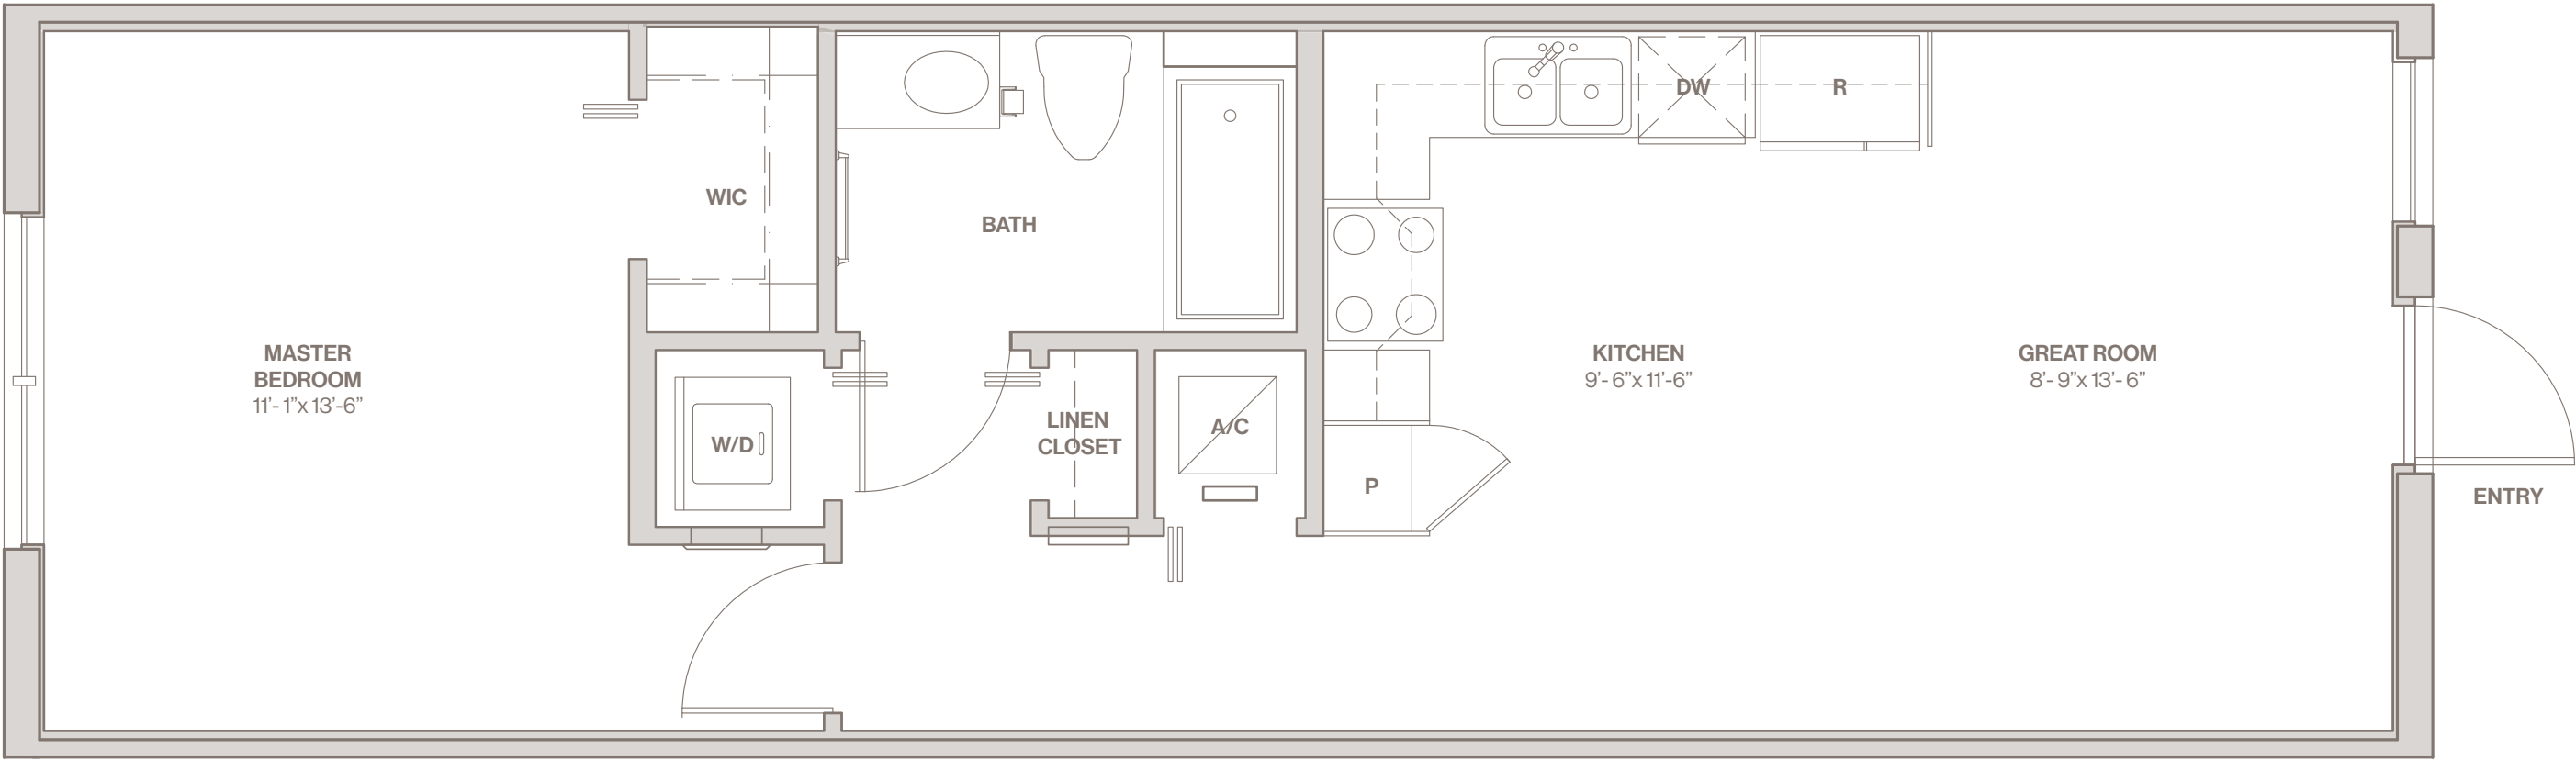 MASTER
BEDROOM
11’- 1”x 13’-6”
WIC
W/D
BATH
LINEN
CLOSET
A/C
DW
R
P
KITCHEN
9’- 6”x 11’-6”
GREAT ROOM
8’- 9”x 13’- 6”
ENTRY